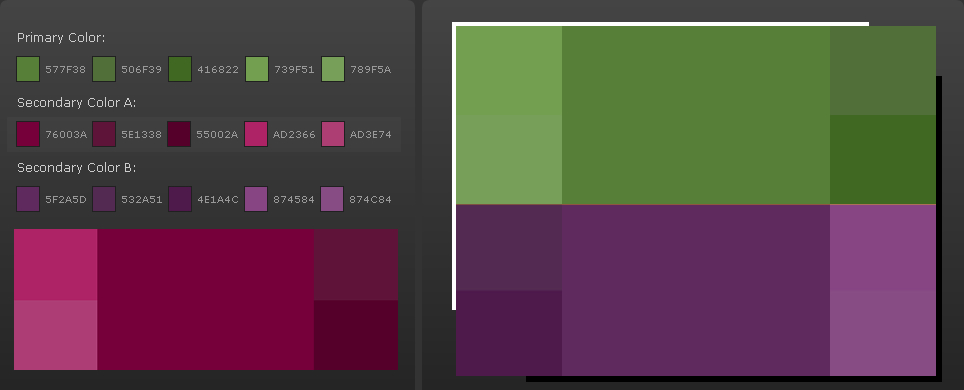 Primary Color:
577F38 506F39 416822 739F51 789F5A
Secondary Color A:
76003A 5E1338 55002A AD2366 AD3E74
Secondary Color B:
5F2A5D 532A51 4E1A4C 874584 874C84